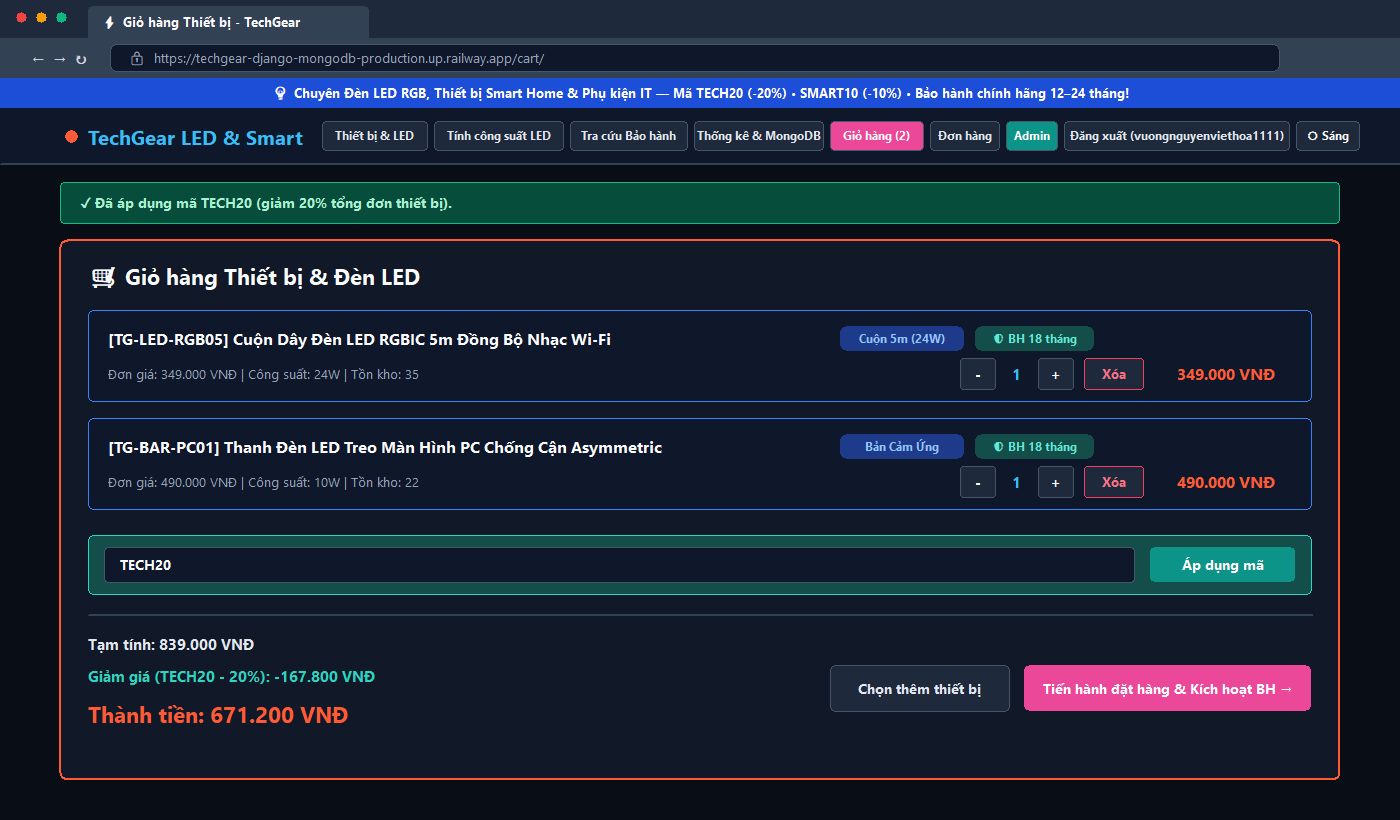 Giỏ hàng Thiết bị - TechGear
https://techgear-django-mongodb-production.up.railway.app/cart/
Chuyên Đèn LED RGB, Thiết bị Smart Home & Phụ kiện IT — Mã TECH20 (-20%) • SMART10 (-10%) • Bảo hành chính hãng 12–24 tháng!
TechGear LED & Smart
Thiết bị & LED
Tính công suất LED
Tra cứu Bảo hành
Thống kê & MongoDB
Giỏ hàng (2)
Đơn hàng
Admin
Đăng xuất (vuongnguyenviethoa1111)
Sáng
✓ Đã áp dụng mã TECH20 (giảm 20% tổng đơn thiết bị).
Giỏ hàng Thiết bị & Đèn LED
[TG-LED-RGB05] Cuộn Dây Đèn LED RGBIC 5m Đồng Bộ Nhạc Wi-Fi
Cuộn 5m (24W)
BH 18 tháng
Đơn giá: 349.000 VNĐ | Công suất: 24W | Tồn kho: 35
- 1 + Xóa 349.000 VNĐ
[TG-BAR-PC01] Thanh Đèn LED Treo Màn Hình PC Chống Cận Asymmetric
Bản Cảm Ứng
BH 18 tháng
Đơn giá: 490.000 VNĐ | Công suất: 10W | Tồn kho: 22
- 1 + Xóa 490.000 VNĐ
TECH20
Áp dụng mã
Tạm tính: 839.000 VNĐ
Giảm giá (TECH20 - 20%): -167.800 VNĐ
Thành tiền: 671.200 VNĐ
Chọn thêm thiết bị
Tiến hành đặt hàng & Kích hoạt BH →